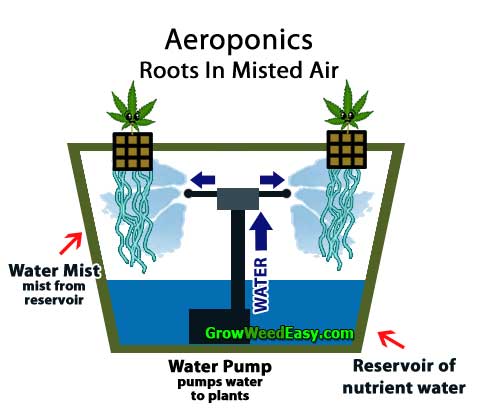 Aeroponics
Roots In Misted Air
Water Mist
mist from
reservoir
WATER
GrowWeedEasy.com
Water Pump
pumps water
to plants
Reservoir of
nutrient water